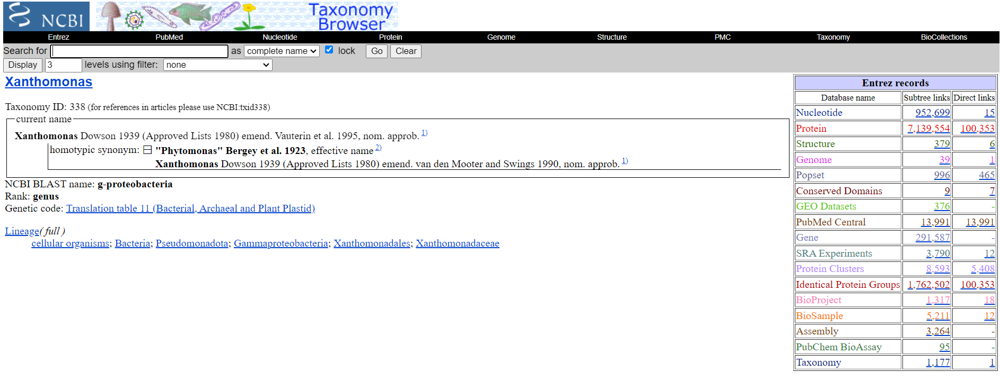 NCBI
Taxonomy
Browser
Entrez PubMed Nucleotide Protein Genome Structure PMC Taxonomy BioCollections
Search for as complete name lock Go Clear
Display 3 levels using filter: none
Xanthomonas
Taxonomy ID: 338 (for references in articles please use NCBI:txid338)
current name
Xanthomonas Dowson 1939 (Approved Lists 1980) emend. Vauterin et al. 1995, nom. approb. 1)
homotypic synonym: "Phytomonas" Bergey et al. 1923, effective name 2)
Xanthomonas Dowson 1939 (Approved Lists 1980) emend. van den Mooter and Swings 1990, nom. approb. 1)
NCBI BLAST name: g-proteobacteria
Rank: genus
Genetic code: Translation table 11 (Bacterial, Archaeal and Plant Plastid)
Lineage( full )
cellular organisms; Bacteria; Pseudomonadota; Gammaproteobacteria; Xanthomonadales; Xanthomonadaceae
Entrez records
Database name Subtree links Direct links
Nucleotide 952,699 15
Protein 7,139,554 100,353
Structure 379 6
Genome 39 1
Popset 996 465
Conserved Domains 9 7
GEO Datasets 376 -
PubMed Central 13,991 13,991
Gene 291,587 -
SRA Experiments 3,790 12
Protein Clusters 8,593 5,408
Identical Protein Groups 1,762,502 100,353
BioProject 1,317 18
BioSample 5,211 12
Assembly 3,264 -
PubChem BioAssay 95 -
Taxonomy 1,177 1